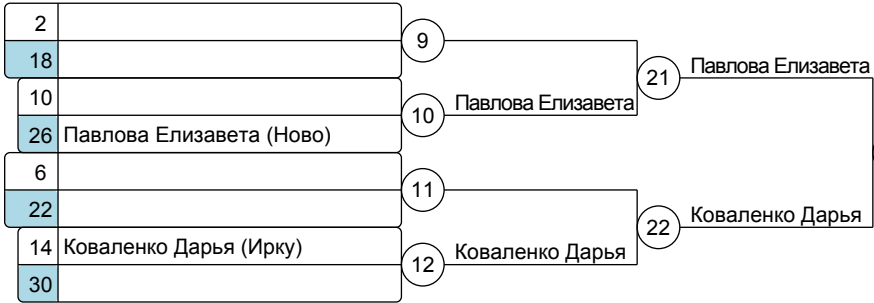 2
18
9
10
26 Павлова Елизавета (Ново)
10 Павлова Елизавета
21 Павлова Елизавета
6
22
11
14 Коваленко Дарья (Ирку)
30
12 Коваленко Дарья
22 Коваленко Дарья